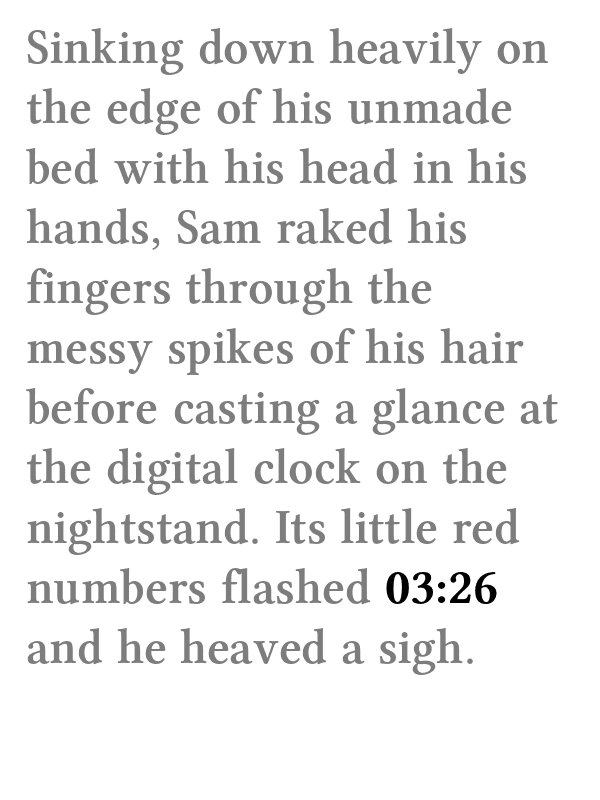 Sinking down heavily on
the edge of his unmade
bed with his head in his
hands, Sam raked his
fingers through the
messy spikes of his hair
before casting a glance at
the digital clock on the
nightstand. Its little red
numbers flashed 03:26
and he heaved a sigh.